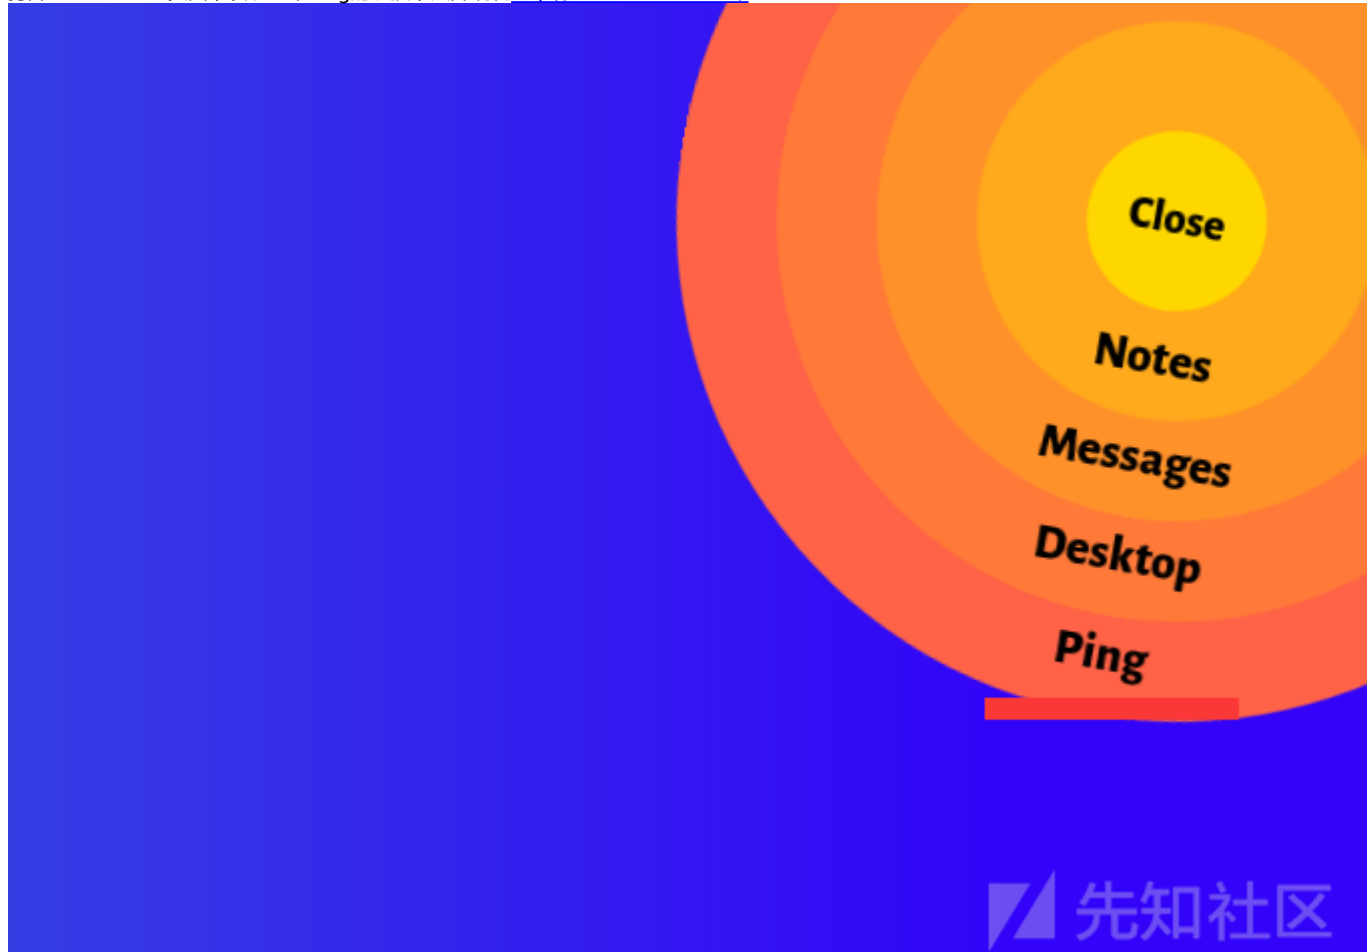 Close
Notes
Messages
Desktop
Ping
先知社区